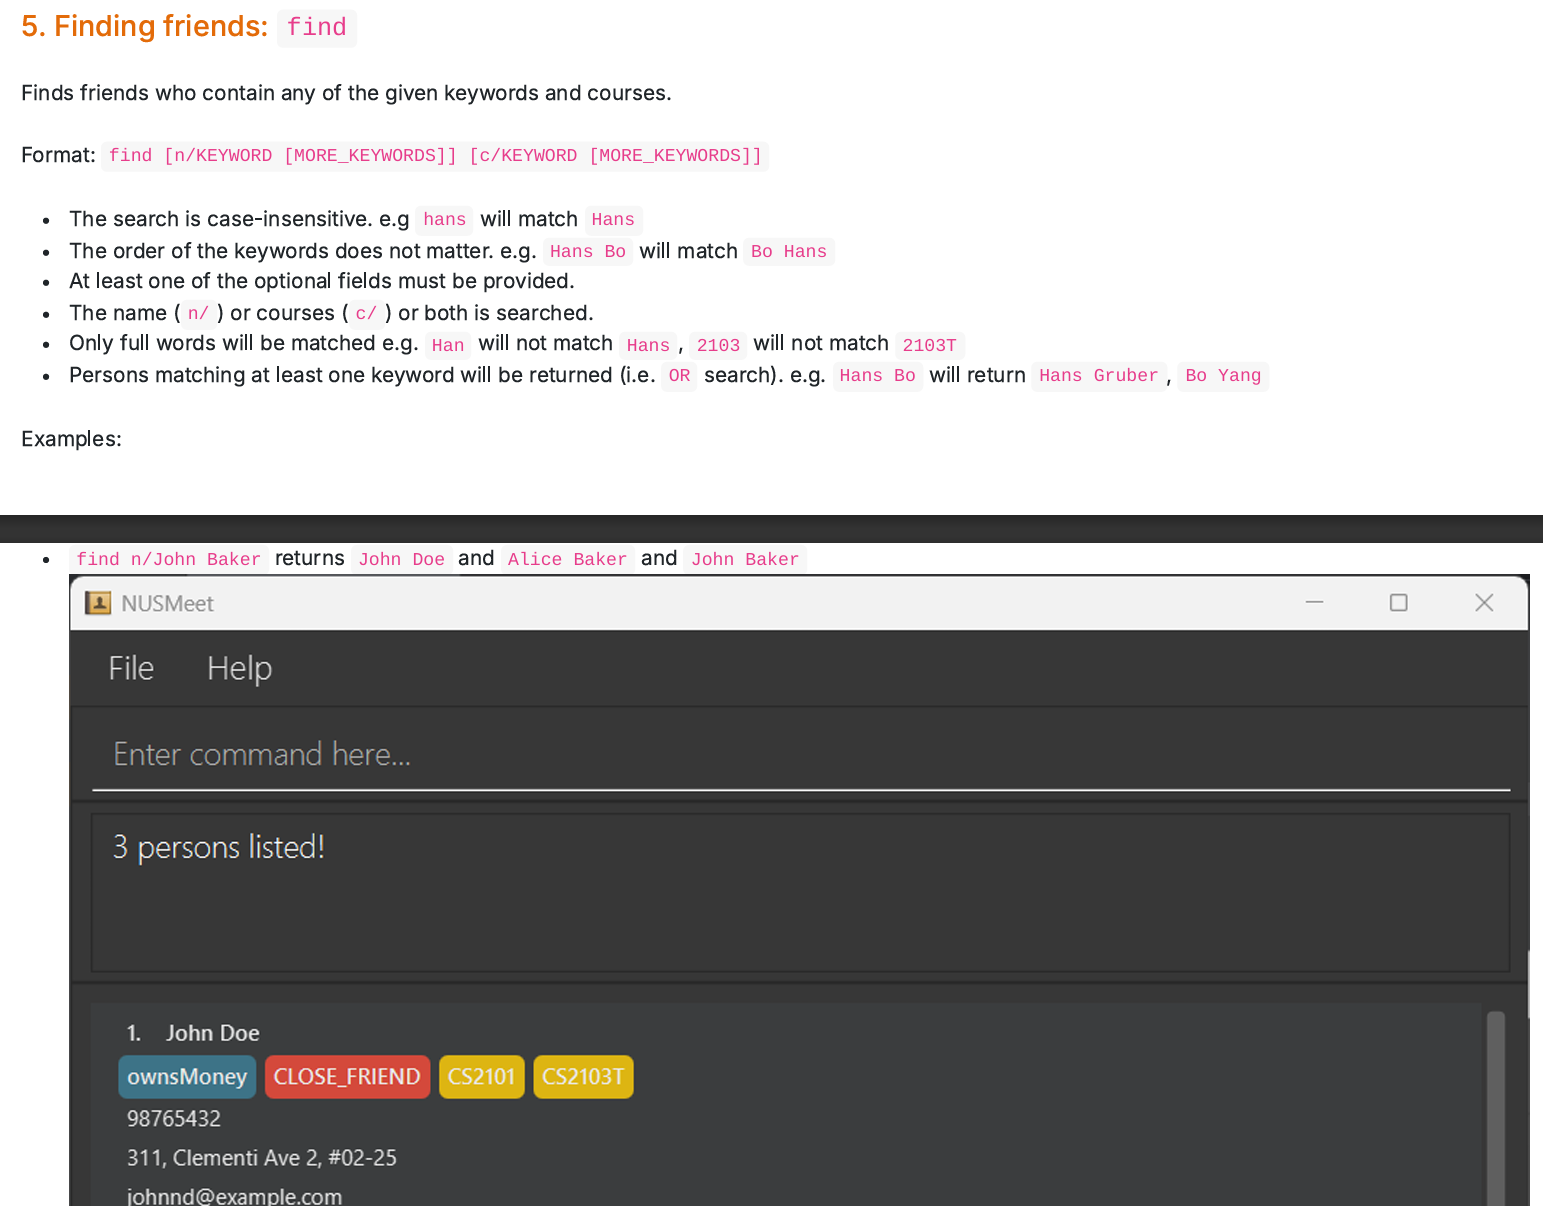 5. Finding friends: find
Finds friends who contain any of the given keywords and courses.
Format: find [n/KEYWORD [MORE_KEYWORDS]] [c/KEYWORD [MORE_KEYWORDS]]
• The search is case-insensitive. e.g hans will match Hans
• The order of the keywords does not matter. e.g. Hans Bo will match Bo Hans
• At least one of the optional fields must be provided.
• The name ( n/ ) or courses ( c/ ) or both is searched.
• Only full words will be matched e.g. Han will not match Hans , 2103 will not match 2103T
• Persons matching at least one keyword will be returned (i.e. OR search). e.g. Hans Bo will return Hans Gruber , Bo Yang
Examples:
• find n/John Baker returns John Doe and Alice Baker and John Baker
NUSMeet
File Help
Enter command here...
3 persons listed!
1. John Doe
ownsMoney CLOSE_FRIEND CS2101 CS2103T
98765432
311, Clementi Ave 2, #02-25
johnnd@example.com